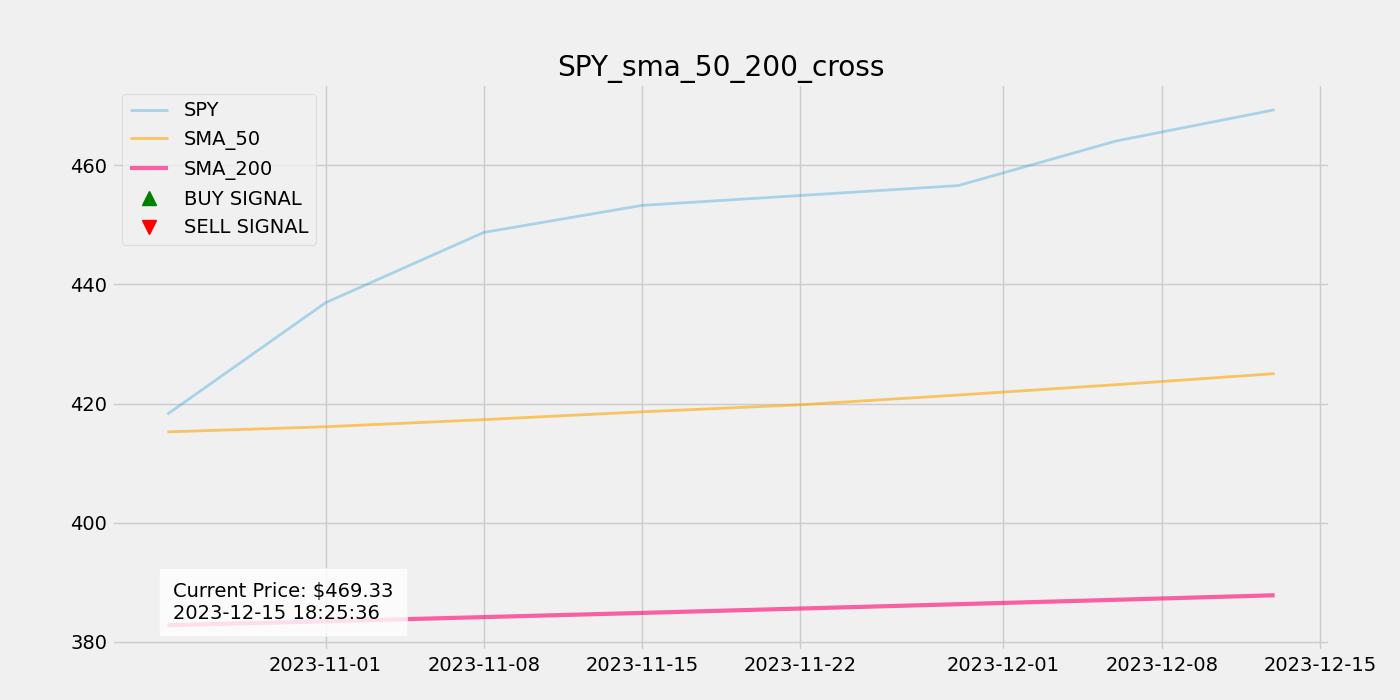 SPY_sma_50_200_cross
SPY
SMA_50
SMA_200
BUY SIGNAL
SELL SIGNAL
460
440
420
400
380
Current Price: $469.33
2023-12-15 18:25:36
2023-11-01
2023-11-08
2023-11-15
2023-11-22
2023-12-01
2023-12-08
2023-12-15